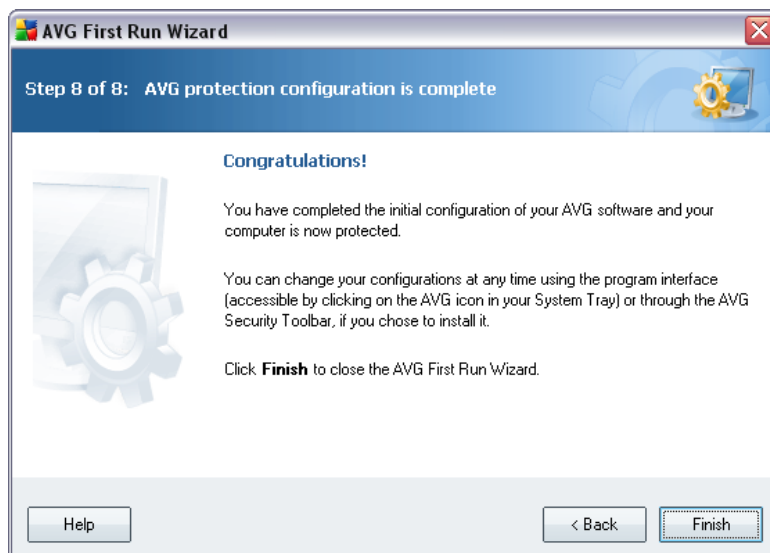 AVG First Run Wizard
Step 8 of 8: AVG protection configuration is complete
Congratulations!
You have completed the initial configuration of your AVG software and your
computer is now protected.
You can change your configurations at any time using the program interface
(accessible by clicking on the AVG icon in your System Tray) or through the AVG
Security Toolbar, if you chose to install it.
Click Finish to close the AVG First Run Wizard.
Help
< Back
Finish